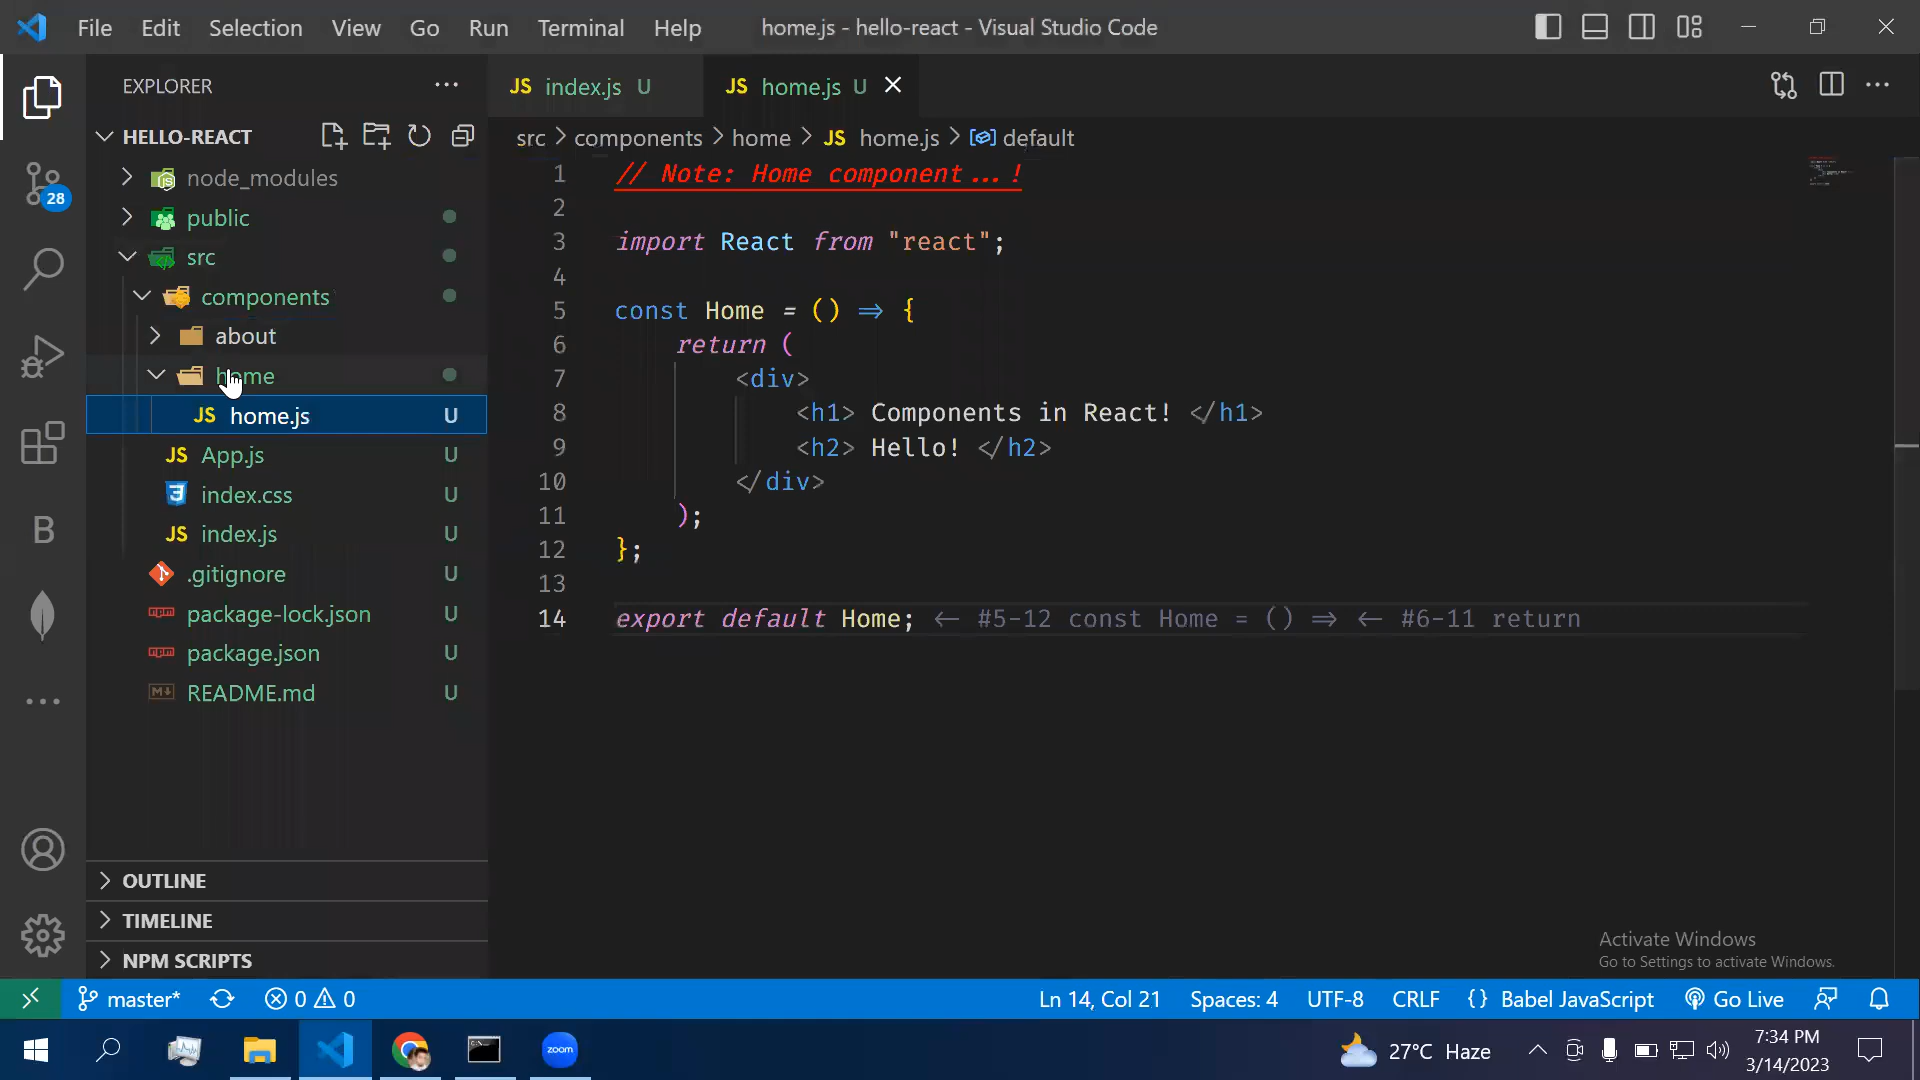 File Edit Selection View Go Run Terminal Help home.js - hello-react - Visual Studio Code
EXPLORER
HELLO-REACT
node_modules
public
src
components
about
home
JS home.js U
JS App.js U
index.css U
JS index.js U
.gitignore U
package-lock.json U
package.json U
README.md U
OUTLINE
TIMELINE
NPM SCRIPTS
28
B
JS index.js U JS home.js U
src > components > home > JS home.js > default
1 // Note: Home component...!
2
3 import React from "react";
4
5 const Home = () => {
6 return (
7 <div>
8 <h1> Components in React! </h1>
9 <h2> Hello! </h2>
10 </div>
11 );
12 };
13
14 export default Home; <- #5-12 const Home = () => <- #6-11 return
Activate Windows
Go to Settings to activate Windows.
master* 0 0 Ln 14, Col 21 Spaces: 4 UTF-8 CRLF {} Babel JavaScript Go Live
zoom 27°C Haze 7:34 PM
3/14/2023